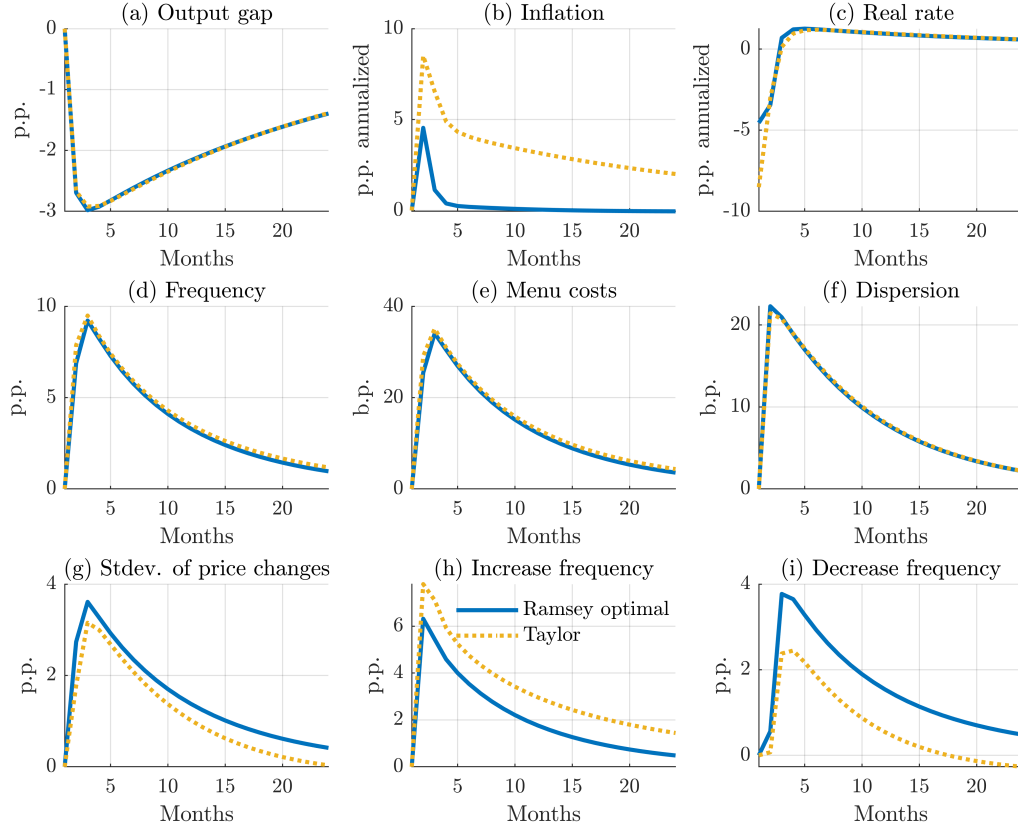 (a) Output gap
0
-1
-2
-3
p.p.
5 10 15 20
Months
(b) Inflation
10
5
0
p.p. annualized
5 10 15 20
Months
(c) Real rate
0
-5
-10
p.p. annualized
5 10 15 20
Months
(d) Frequency
10
5
0
p.p.
5 10 15 20
Months
(e) Menu costs
40
20
0
b.p.
5 10 15 20
Months
(f) Dispersion
20
10
0
b.p.
5 10 15 20
Months
(g) Stdev. of price changes
4
2
0
p.p.
5 10 15 20
Months
(h) Increase frequency
6
4
2
0
p.p.
Ramsey optimal
Taylor
5 10 15 20
Months
(i) Decrease frequency
4
2
0
p.p.
5 10 15 20
Months